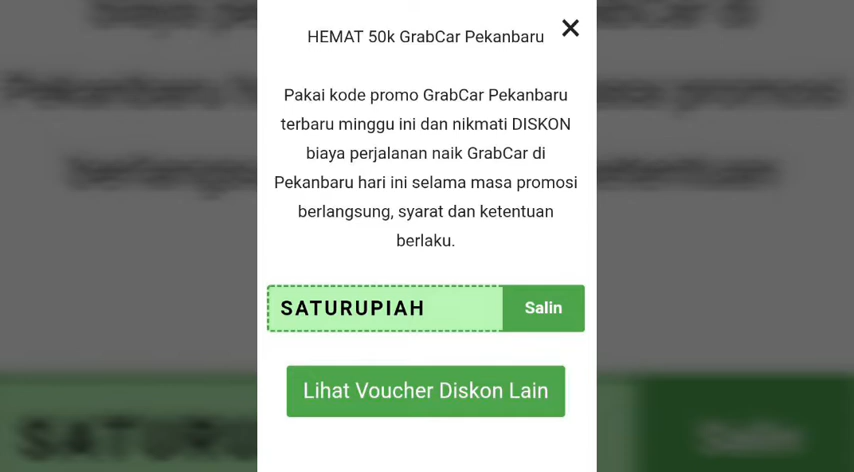 HEMAT 50k GrabCar Pekanbaru
Pakai kode promo GrabCar Pekanbaru
terbaru minggu ini dan nikmati DISKON
biaya perjalanan naik GrabCar di
Pekanbaru hari ini selama masa promosi
berlangsung, syarat dan ketentuan
berlaku.
SATURUPIAH
Salin
Lihat Voucher Diskon Lain